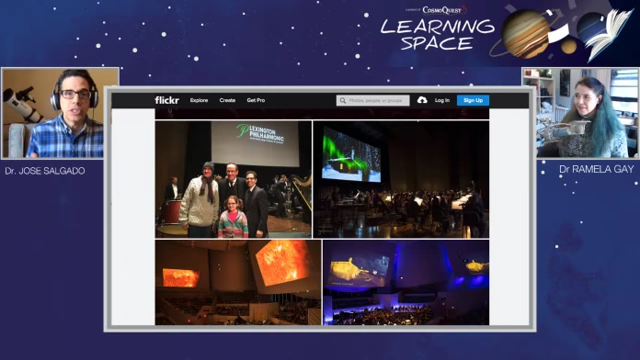 COSMOQUEST
LEARNING
SPACE
flickr Explore Create Get Pro
Photos, people, or groups
Log In Sign Up
LEXINGTON
PHILHARMONIC
Dr. JOSE SALGADO
Dr RAMELA GAY